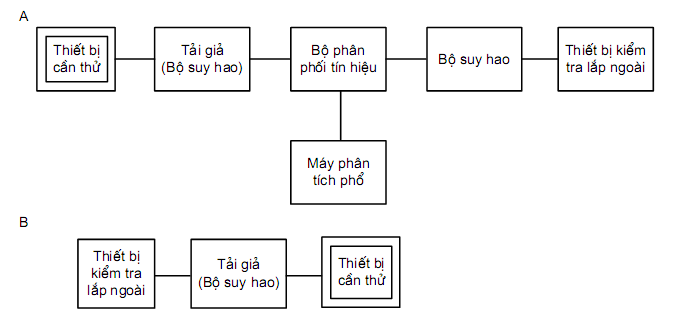 A
Thiết bị
cần thử
Tải giả
(Bộ suy hao)
Bộ phân
phối tín hiệu
Bộ suy hao
Thiết bị kiểm
tra lắp ngoài
Máy phân
tích phổ
B
Thiết bị
kiểm tra
lắp ngoài
Tải giả
(Bộ suy hao)
Thiết bị
cần thử